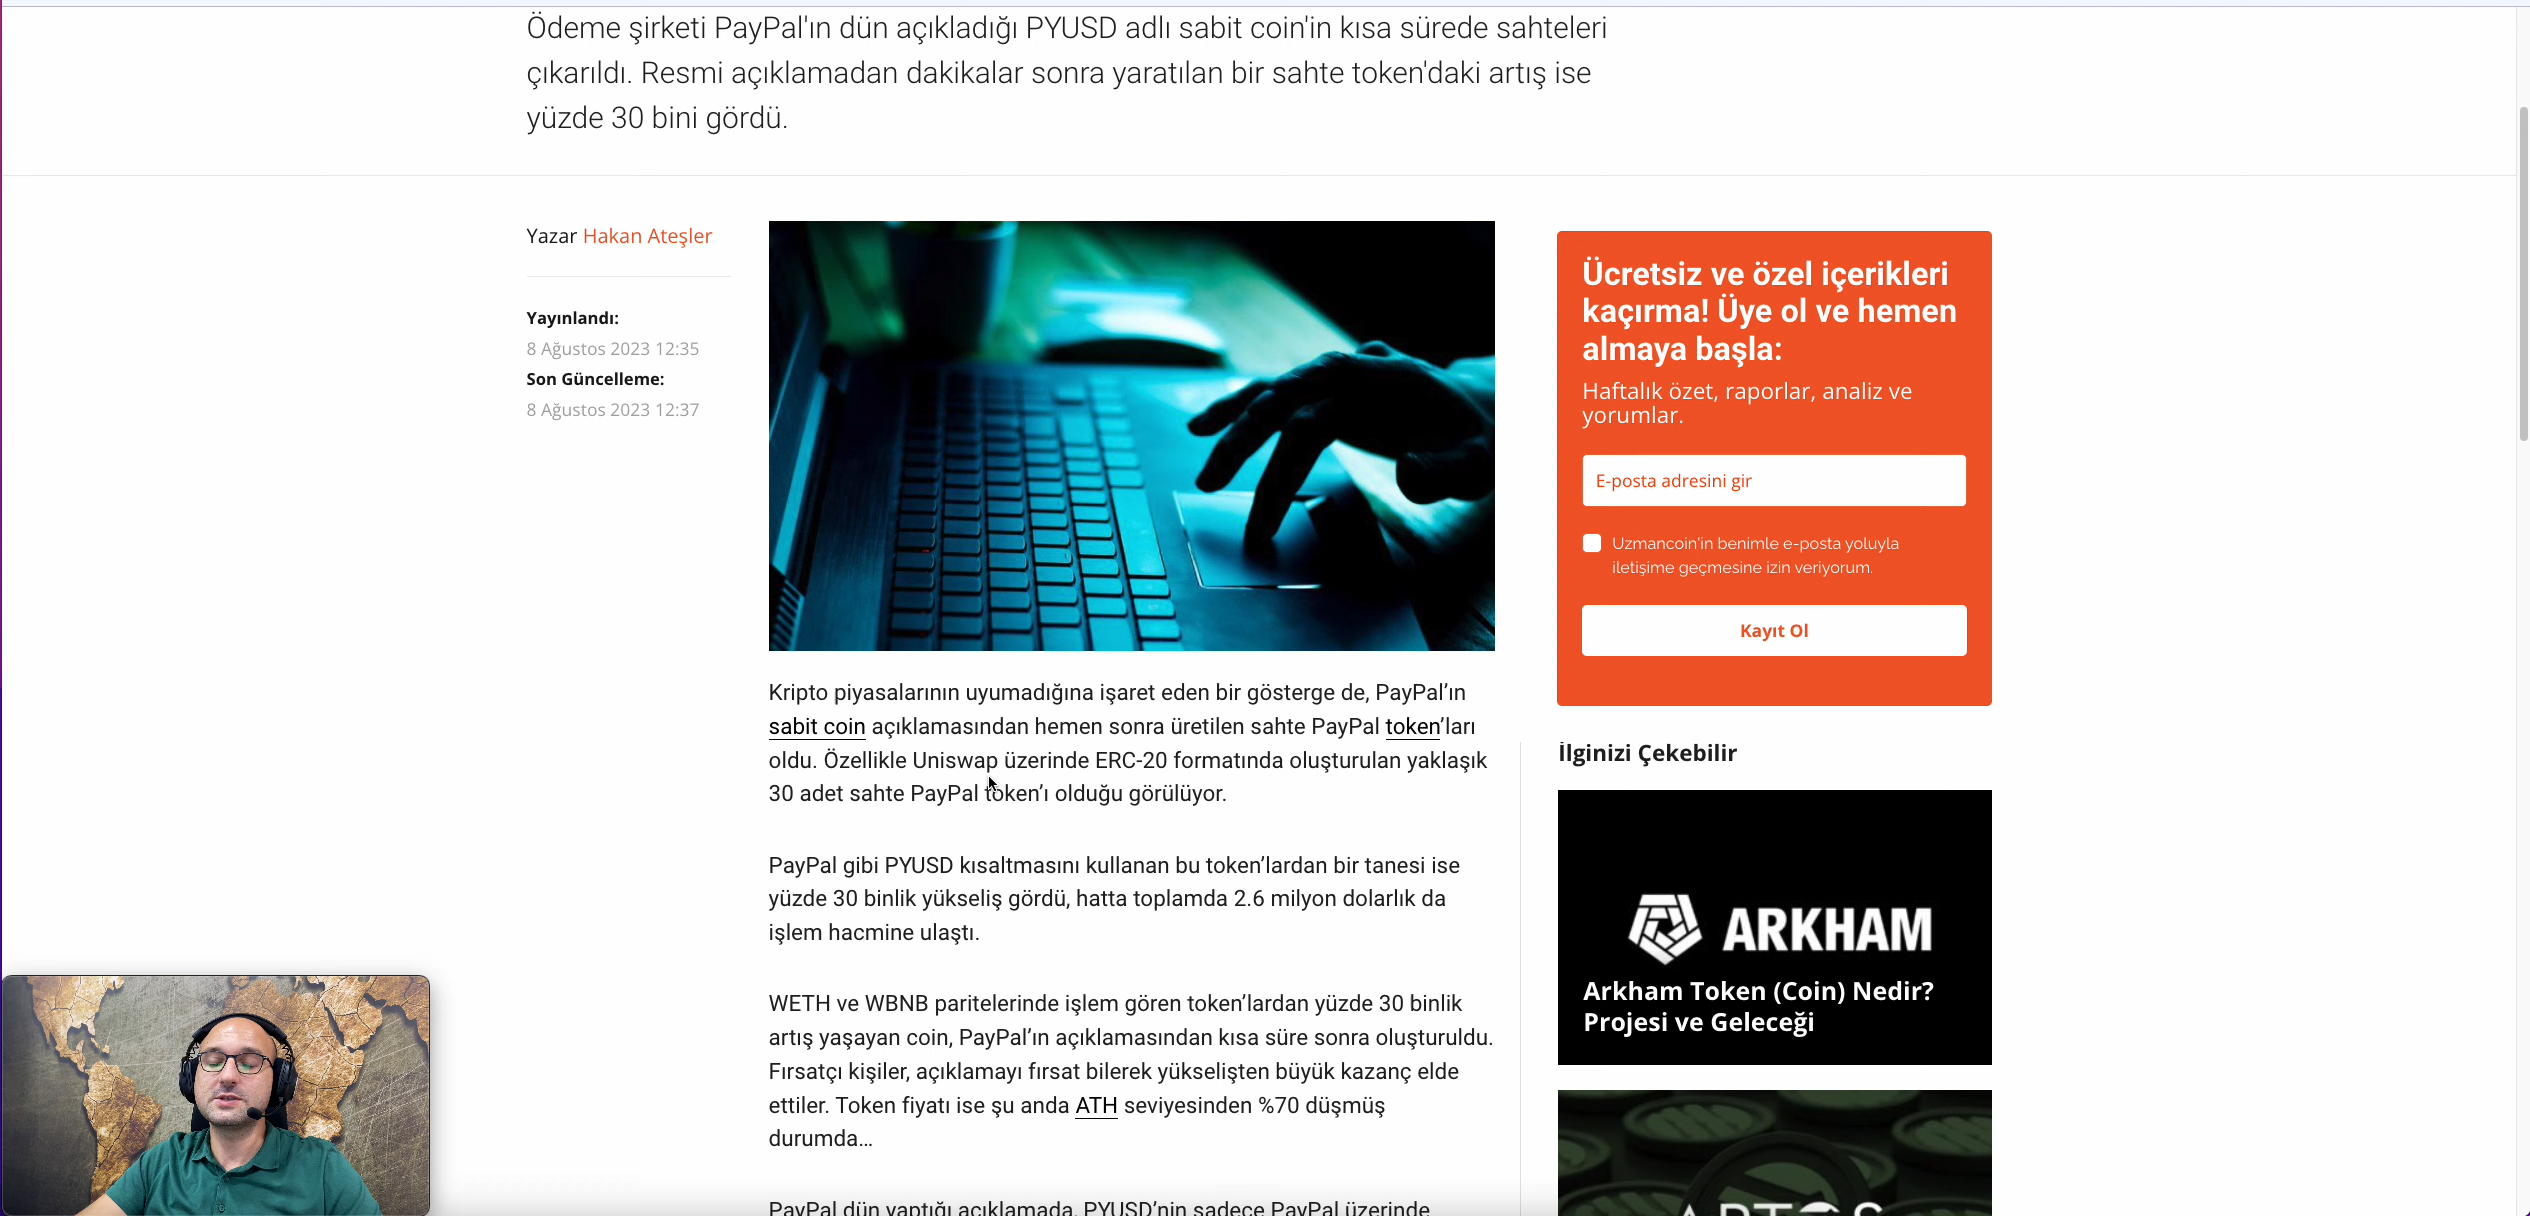 Ödeme şirketi PayPal'ın dün açıkladığı PYUSD adlı sabit coin'in kısa sürede sahteleri
çıkarıldı. Resmi açıklamadan dakikalar sonra yaratılan bir sahte token'daki artış ise
yüzde 30 bini gördü.
Yazar Hakan Ateşler
Yayınlandı:
8 Ağustos 2023 12:35
Son Güncelleme:
8 Ağustos 2023 12:37
Kripto piyasalarının uyumadığına işaret eden bir gösterge de, PayPal’ın
sabit coin açıklamasından hemen sonra üretilen sahte PayPal token’ları
oldu. Özellikle Uniswap üzerinde ERC-20 formatında oluşturulan yaklaşık
30 adet sahte PayPal token’ı olduğu görülüyor.
PayPal gibi PYUSD kısaltmasını kullanan bu token’lardan bir tanesi ise
yüzde 30 binlik yükseliş gördü, hatta toplamda 2.6 milyon dolarlık da
işlem hacmine ulaştı.
WETH ve WBNB paritelerinde işlem gören token’lardan yüzde 30 binlik
artış yaşayan coin, PayPal’ın açıklamasından kısa süre sonra oluşturuldu.
Fırsatçı kişiler, açıklamayı fırsat bilerek yükselişten büyük kazanç elde
ettiler. Token fiyatı ise şu anda ATH seviyesinden %70 düşmüş
durumda…
PayPal dün yaptığı açıklamada, PYUSD’nin sadece PayPal üzerinde
Ücretsiz ve özel içerikleri
kaçırma! Üye ol ve hemen
almaya başla:
Haftalık özet, raporlar, analiz ve
yorumlar.
E-posta adresini gir
Uzmancoin'in benimle e-posta yoluyla
iletişime geçmesine izin veriyorum.
Kayıt Ol
İlginizi Çekebilir
ARKHAM
Arkham Token (Coin) Nedir?
Projesi ve Geleceği
APTOS